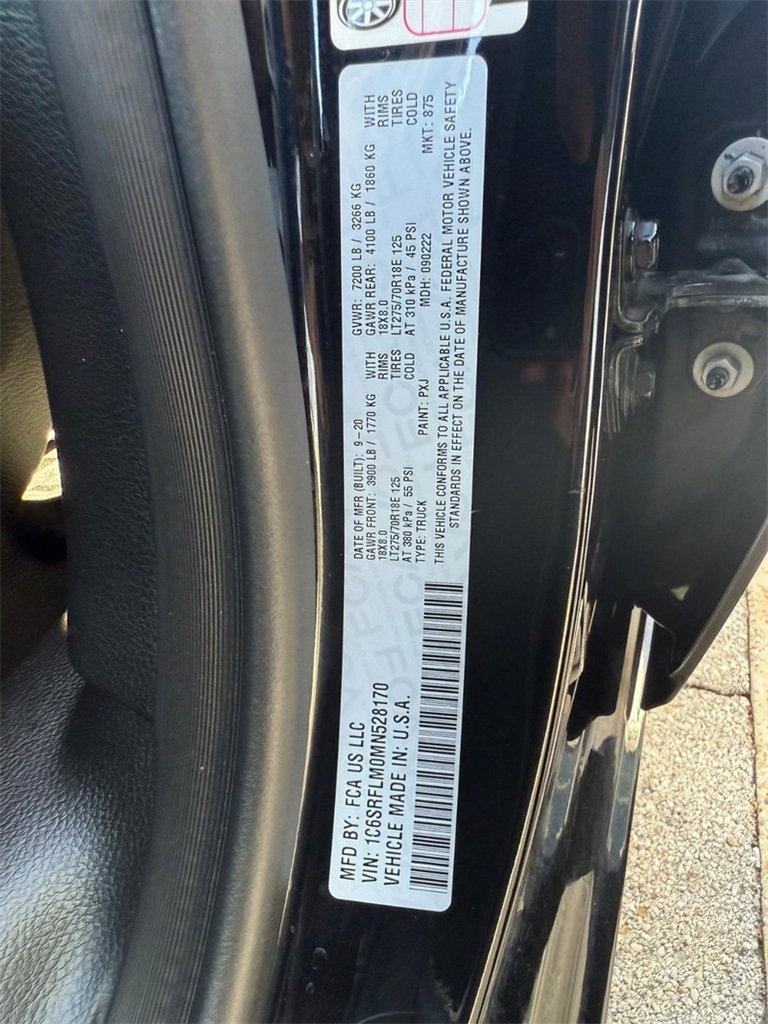 MFD BY: FCA US LLC
VIN: 1C6SRFLM0MN528170
VEHICLE MADE IN: U.S.A.
DATE OF MFR (BUILT): 9-20 GVWR: 7200 LB / 3266 KG
GAWR FRONT: 3900 LB / 1770 KG WITH GAWR REAR: 4100 LB / 1860 KG WITH
18X8.0 RIMS 18X8.0 RIMS
LT275/70R18E 125 TIRES LT275/70R18E 125 TIRES
AT 380 kPa / 55 PSI COLD AT 310 kPa / 45 PSI COLD
TYPE: TRUCK PAINT: PXJ MDH: 090222 MKT: 875
THIS VEHICLE CONFORMS TO ALL APPLICABLE U.S.A. FEDERAL MOTOR VEHICLE SAFETY
STANDARDS IN EFFECT ON THE DATE OF MANUFACTURE SHOWN ABOVE.